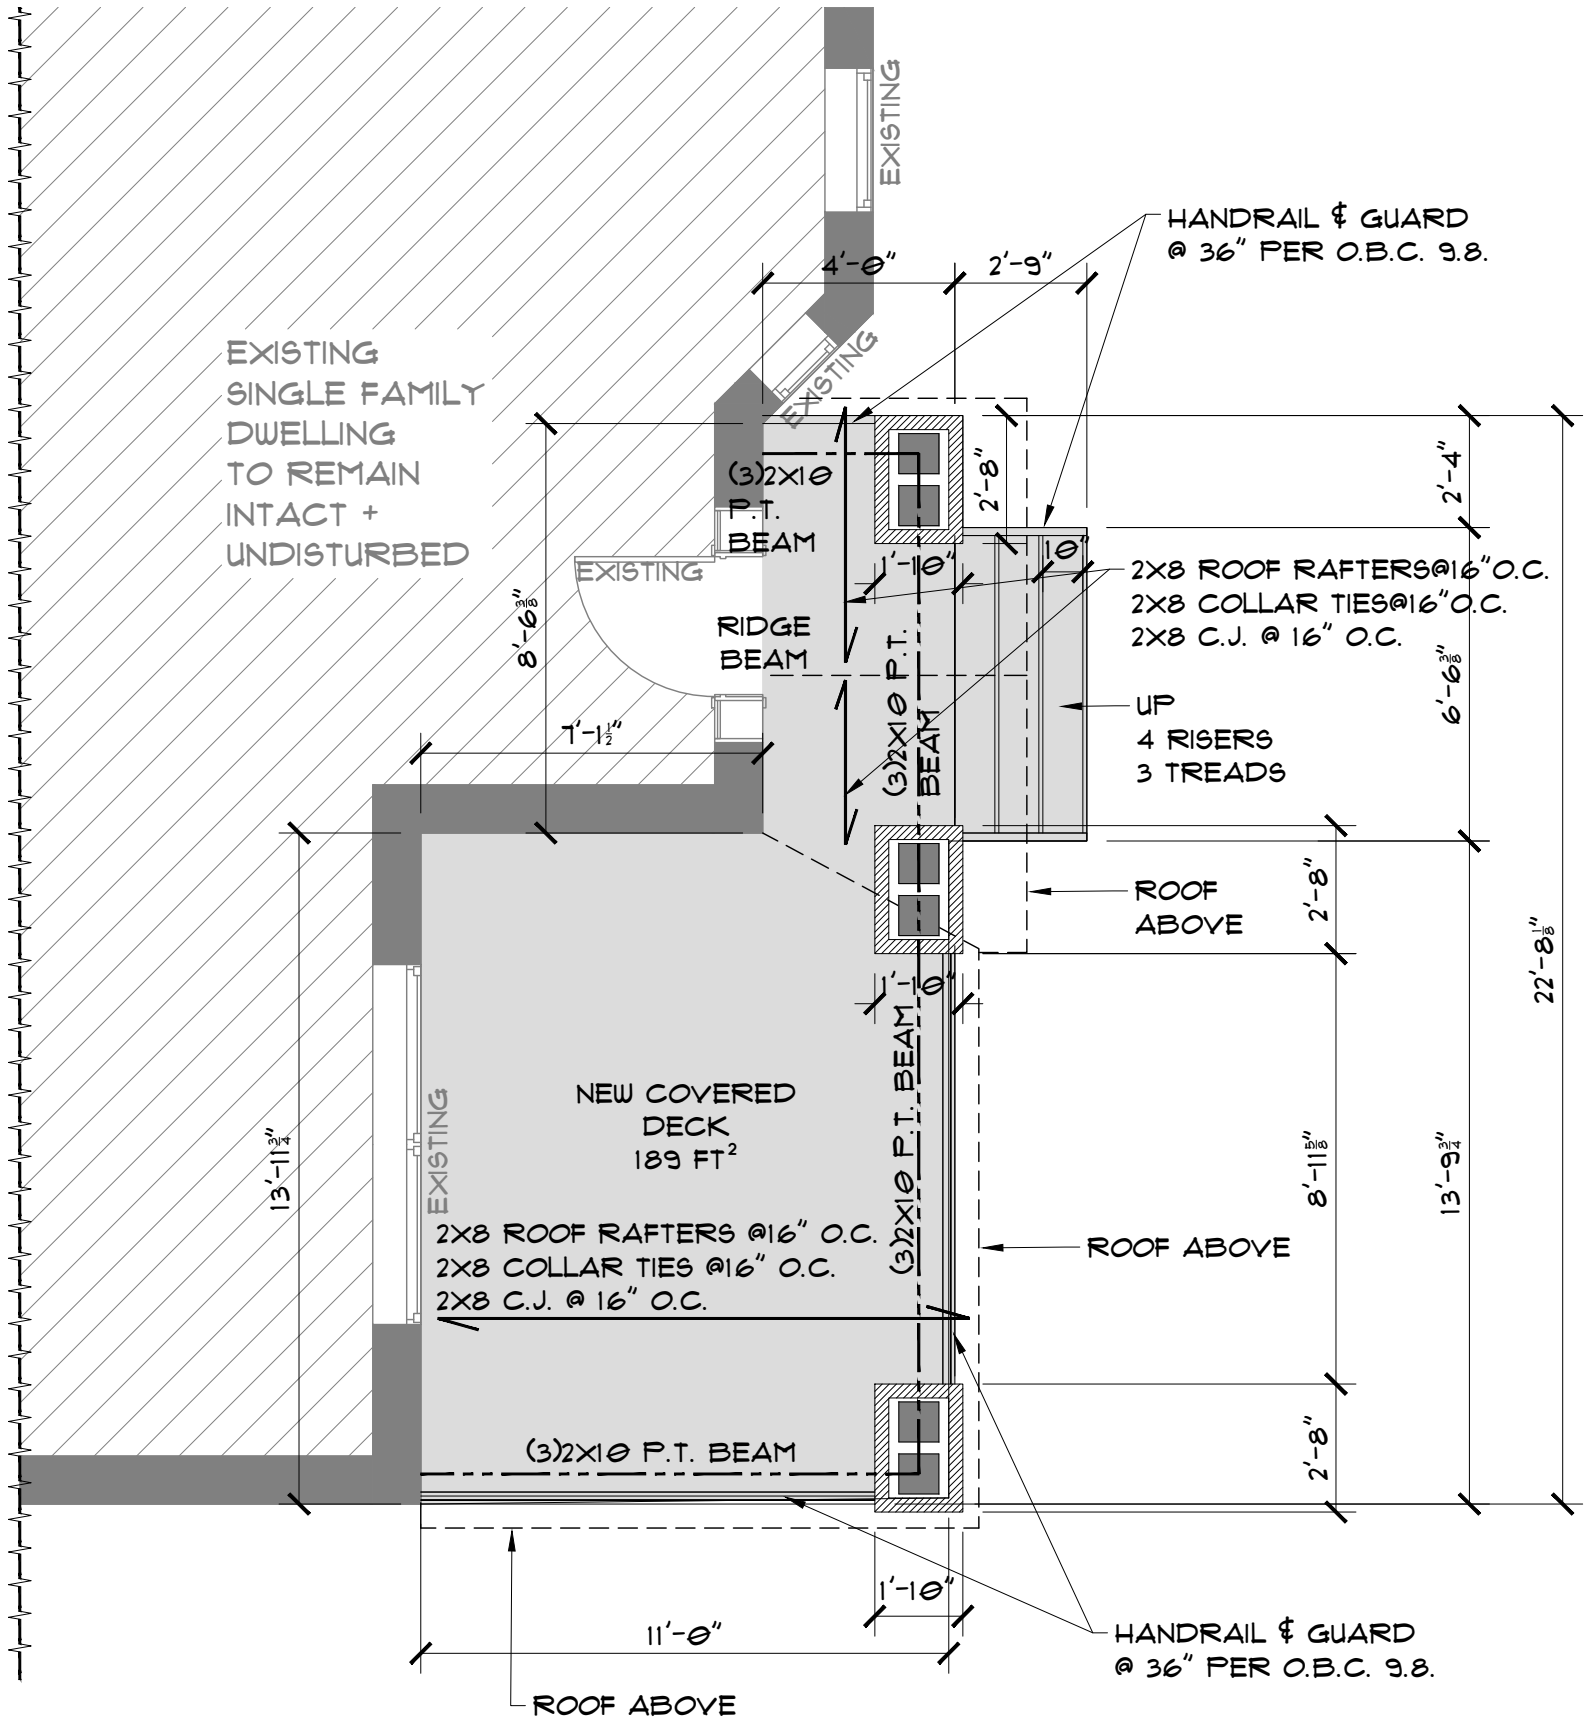 EXISTING
HANDRAIL & GUARD
@ 36" PER O.B.C. 9.8.
4'-0"
2'-9"
EXISTING
EXISTING
SINGLE FAMILY
DWELLING
TO REMAIN
INTACT +
UNDISTURBED
(3)2X10
P.T.
BEAM
2'-8"
2'-4"
1'-10"
10"
EXISTING
2X8 ROOF RAFTERS@16"O.C.
2X8 COLLAR TIES@16"O.C.
2X8 C.J. @ 16" O.C.
8'-6 3/8"
RIDGE
BEAM
(3)2X10 P.T.
BEAM
6'-6 3/8"
UP
4 RISERS
3 TREADS
7'-1 1/2"
ROOF
ABOVE
2'-8"
22'-8 1/8"
1'-10"
(3)2X10 P.T. BEAM
NEW COVERED
DECK
189 FT²
EXISTING
13'-11 3/4"
8'-11 5/8"
13'-9 3/4"
2X8 ROOF RAFTERS @16" O.C.
2X8 COLLAR TIES @16" O.C.
2X8 C.J. @ 16" O.C.
ROOF ABOVE
(3)2X10 P.T. BEAM
2'-8"
1'-10"
11'-0"
HANDRAIL & GUARD
@ 36" PER O.B.C. 9.8.
ROOF ABOVE